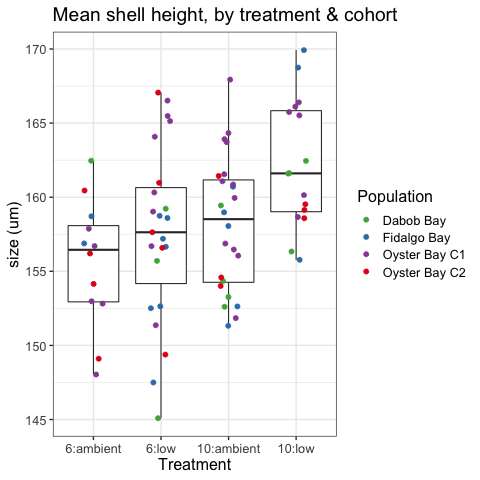 Mean shell height, by treatment & cohort
170
165
160
155
150
145
size (um)
6:ambient 6:low 10:ambient 10:low
Treatment
Population
Dabob Bay
Fidalgo Bay
Oyster Bay C1
Oyster Bay C2